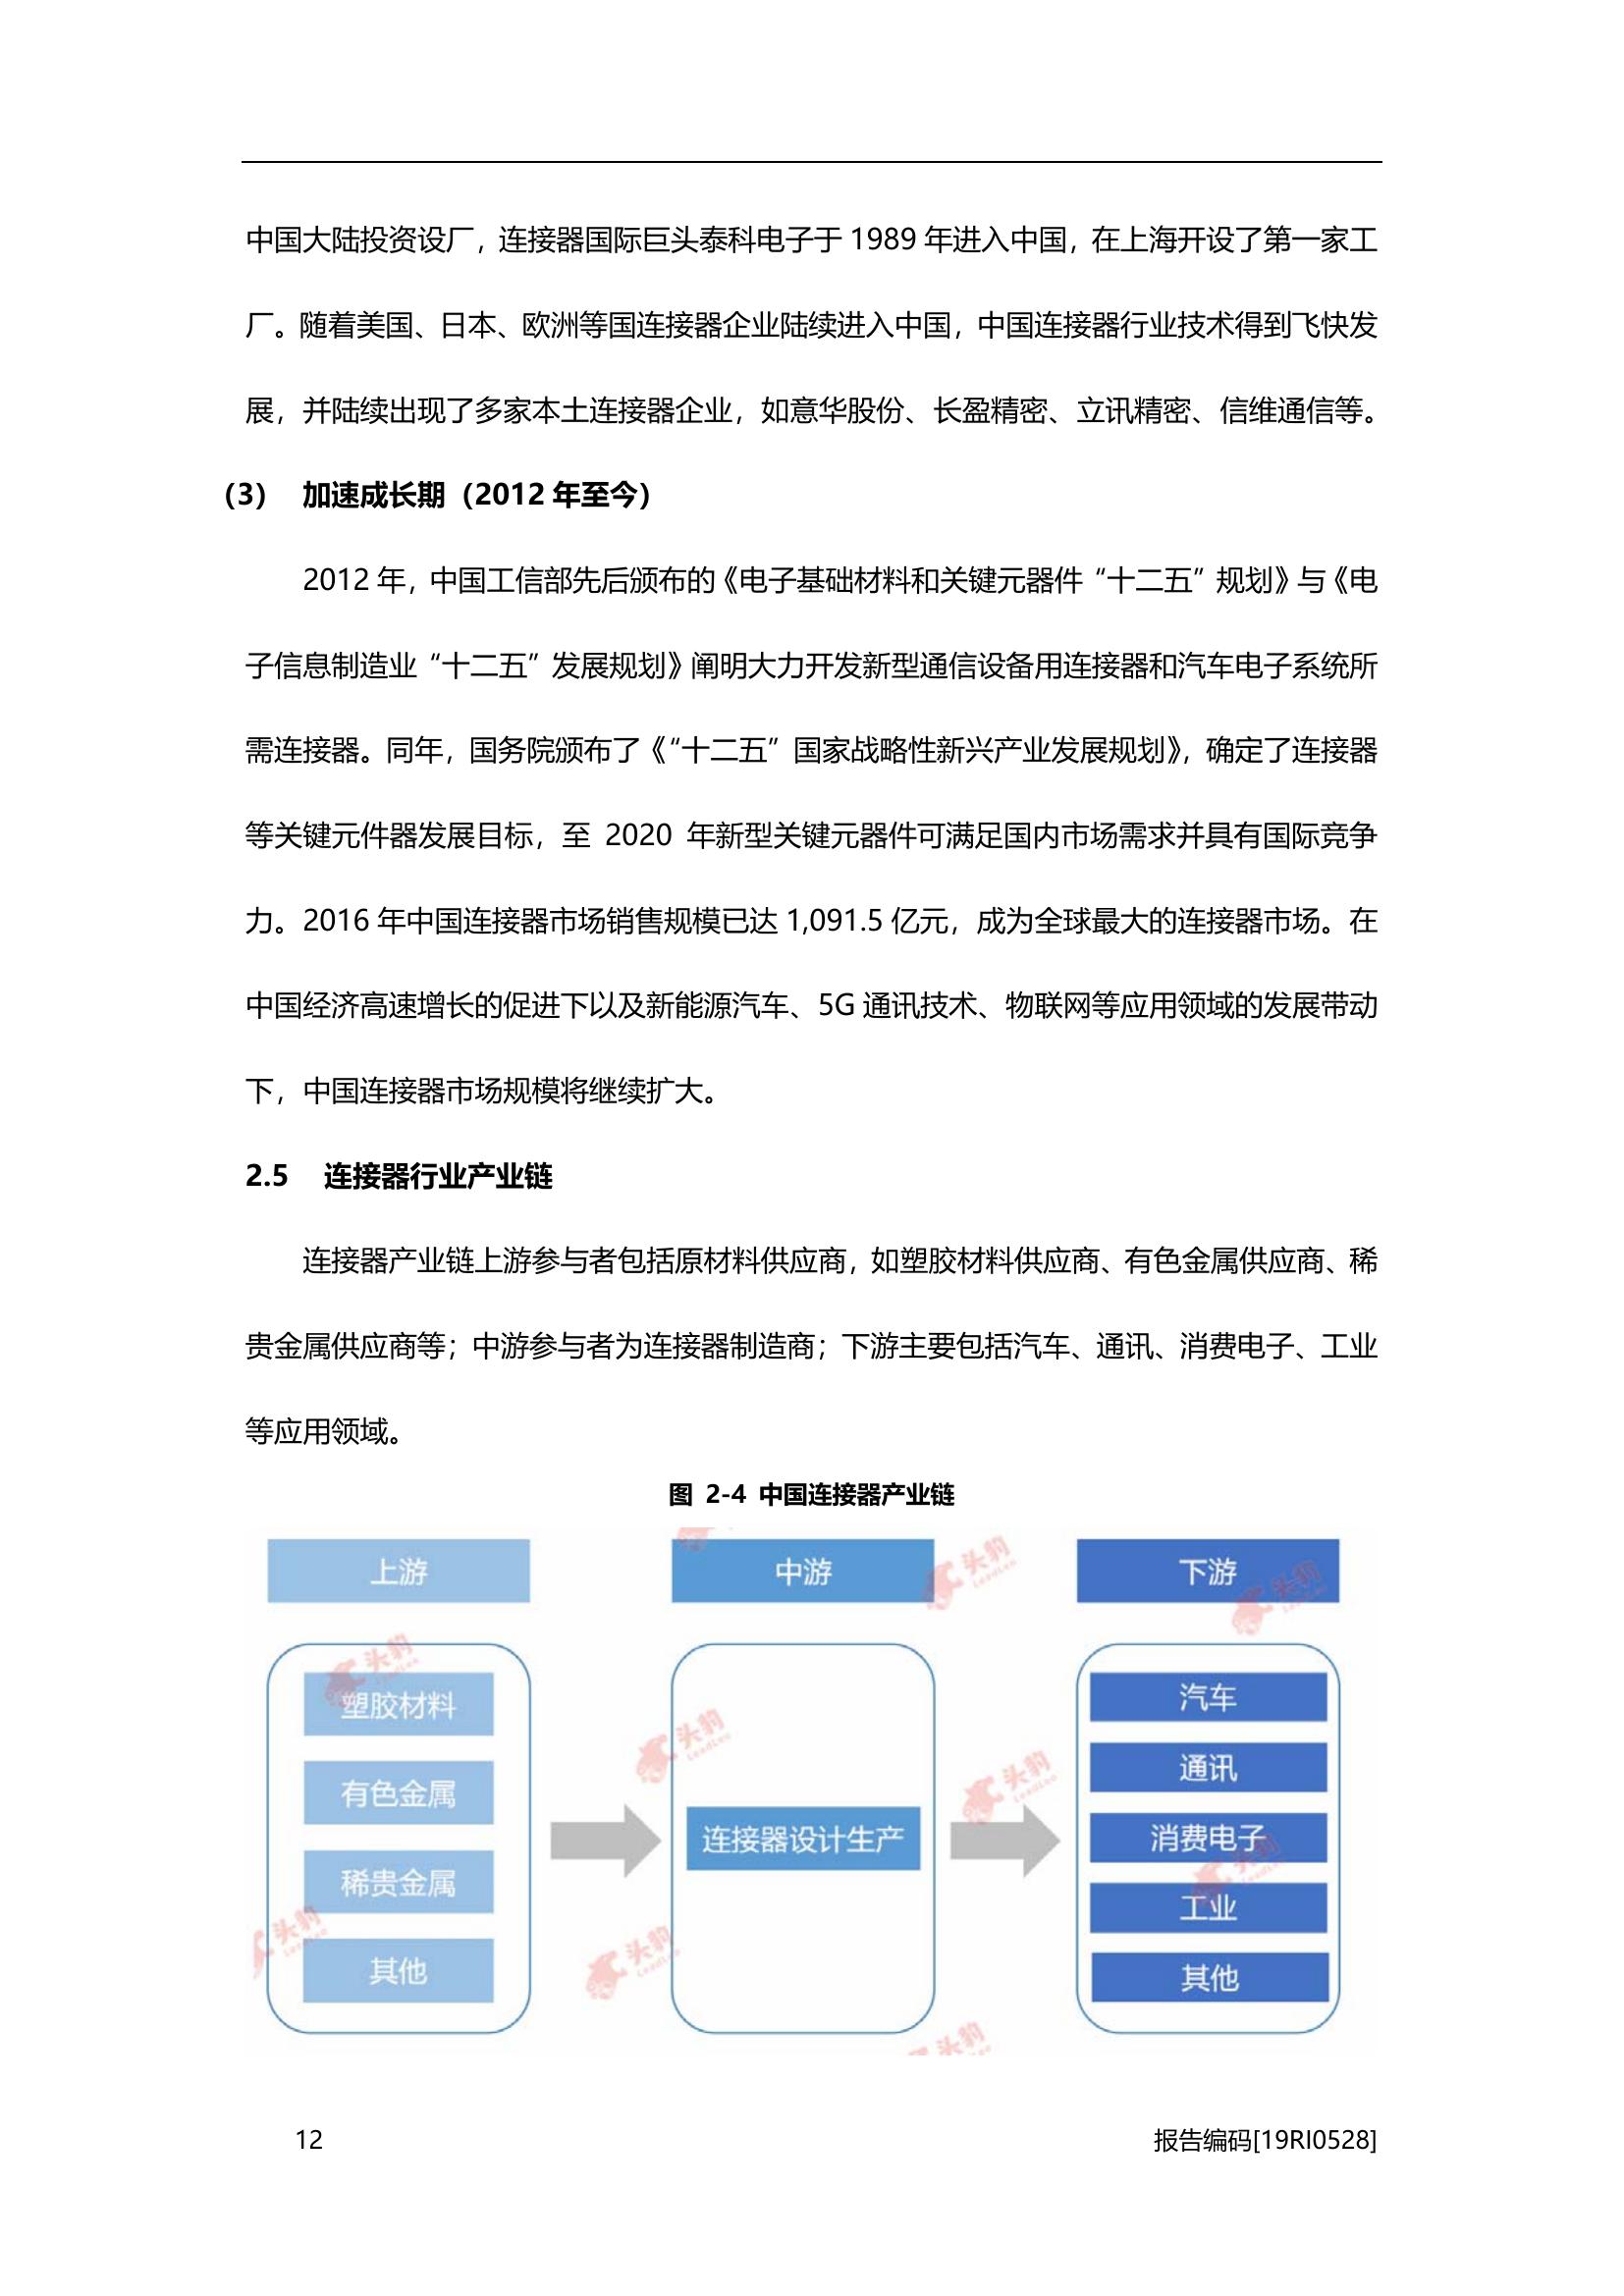 中国大陆投资设厂，连接器国际巨头泰科电子于 1989 年进入中国，在上海开设了第一家工
厂。随着美国、日本、欧洲等国连接器企业陆续进入中国，中国连接器行业技术得到飞快发
展，并陆续出现了多家本土连接器企业，如意华股份、长盈精密、立讯精密、信维通信等。
（3） 加速成长期（2012 年至今）
2012 年，中国工信部先后颁布的《电子基础材料和关键元器件“十二五”规划》与《电
子信息制造业“十二五”发展规划》阐明大力开发新型通信设备用连接器和汽车电子系统所
需连接器。同年，国务院颁布了《“十二五”国家战略性新兴产业发展规划》，确定了连接器
等关键元件器发展目标，至 2020 年新型关键元器件可满足国内市场需求并具有国际竞争
力。2016 年中国连接器市场销售规模已达 1,091.5 亿元，成为全球最大的连接器市场。在
中国经济高速增长的促进下以及新能源汽车、5G 通讯技术、物联网等应用领域的发展带动
下，中国连接器市场规模将继续扩大。
2.5 连接器行业产业链
连接器产业链上游参与者包括原材料供应商，如塑胶材料供应商、有色金属供应商、稀
贵金属供应商等；中游参与者为连接器制造商；下游主要包括汽车、通讯、消费电子、工业
等应用领域。
图 2-4 中国连接器产业链
上游
塑胶材料
有色金属
稀贵金属
其他
中游
连接器设计生产
下游
汽车
通讯
消费电子
工业
其他
头豹
LeadLeo
头豹
LeadLeo
头豹
LeadLeo
头豹
LeadLeo
头豹
LeadLeo
头豹
头豹
LeadLeo
头豹
LeadLeo
头豹
12
报告编码[19RI0528]